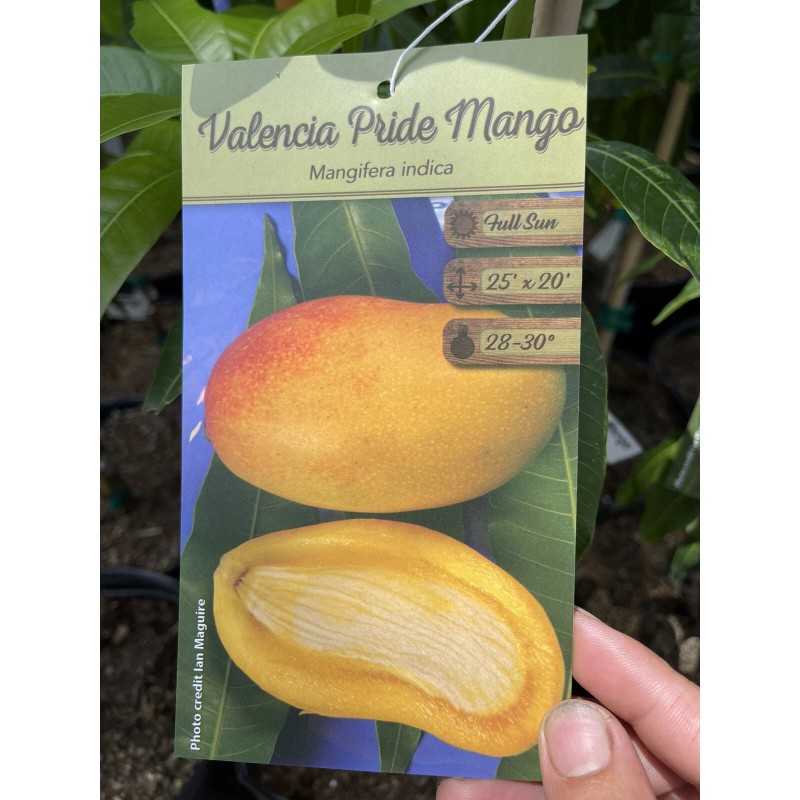 Valencia Pride Mango
Mangifera indica
Full Sun
25' x 20'
28-30°
Photo credit Ian Maguire